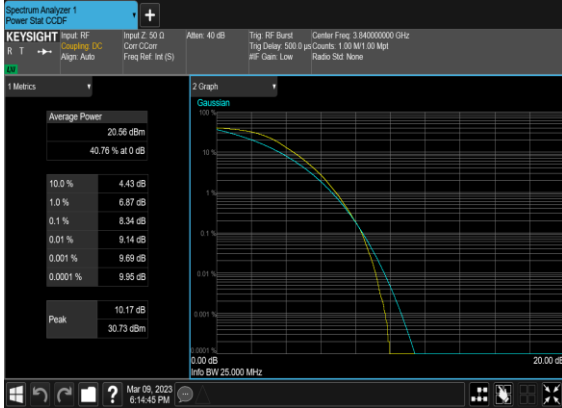 Spectrum Analyzer 1
Power Stat CCDF
+
KEYSIGHT
R T
LXI
Input: RF
Coupling: DC
Align: Auto
Input Z: 50 Ω
Corr CCorr
Freq Ref: Int (S)
Atten: 40 dB
Trig: RF Burst
Trig Delay: 500.0 µs
#IF Gain: Low
Center Freq: 3.840000000 GHz
Counts: 1.00 M/1.00 Mpt
Radio Std: None
1 Metrics
Average Power
20.56 dBm
40.76 % at 0 dB
10.0 % 4.43 dB
1.0 % 6.87 dB
0.1 % 8.34 dB
0.01 % 9.14 dB
0.001 % 9.69 dB
0.0001 % 9.95 dB
Peak
10.17 dB
30.73 dBm
2 Graph
Gaussian
100 %
10 %
1 %
0.1 %
0.01 %
0.001 %
0.0001 %
0.00 dB 20.00 dB
Info BW 25.000 MHz
?
Mar 09, 2023
6:14:45 PM